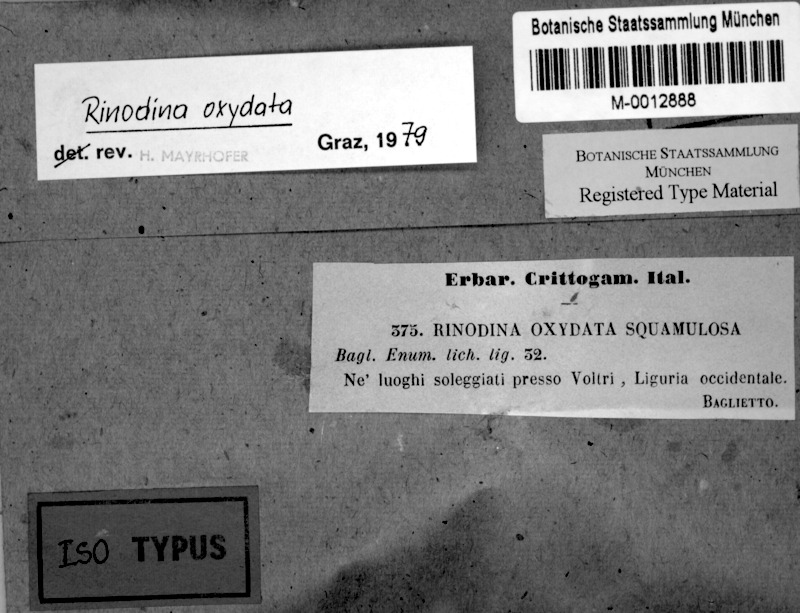 Botanische Staatssammlung München
M-0012888
Rinodina oxydata
det. rev. H. MAYRHOFER Graz, 1979
BOTANISCHE STAATSSAMMLUNG
MÜNCHEN
Registered Type Material
Erbar. Crittogam. Ital.
375. RINODINA OXYDATA SQUAMULOSA
Bagl. Enum. lich. lig. 32.
Ne' luoghi soleggiati presso Voltri, Liguria occidentale.
BAGLIETTO.
ISO TYPUS